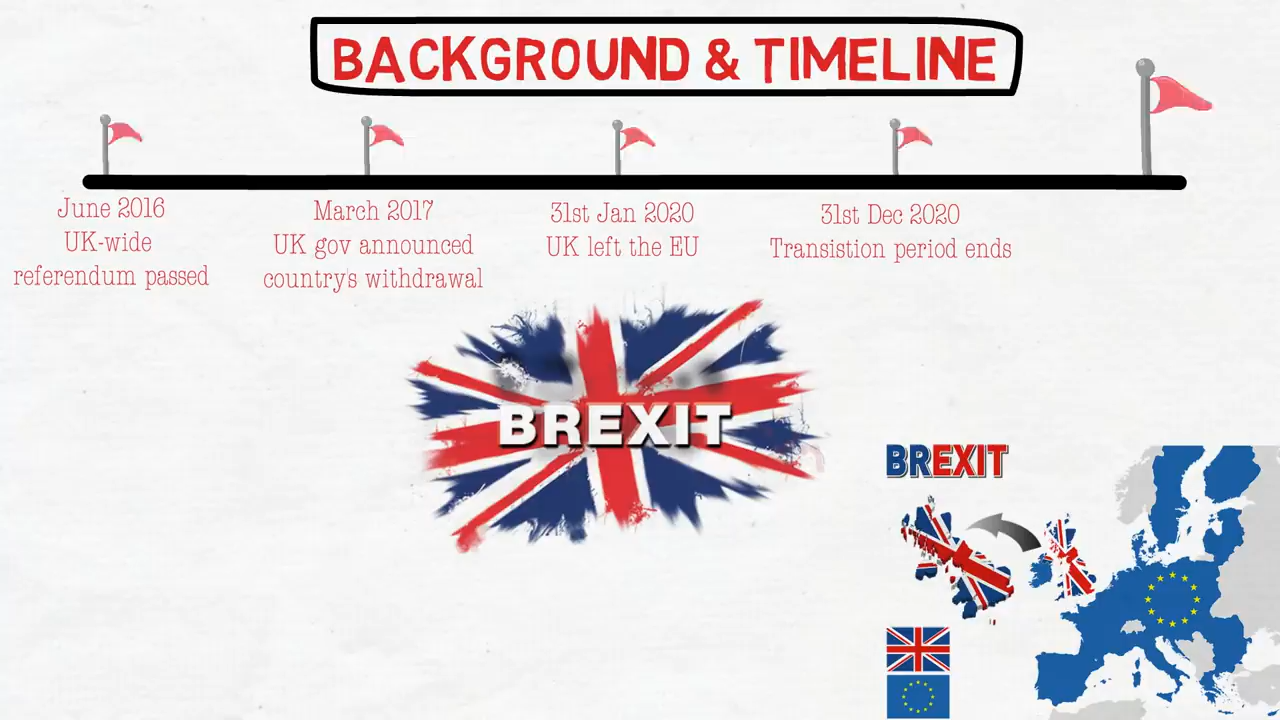 BACKGROUND & TIMELINE
June 2016
UK-wide
referendum passed
March 2017
UK gov announced
country's withdrawal
31st Jan 2020
UK left the EU
31st Dec 2020
Transistion period ends
BREXIT
BREXIT